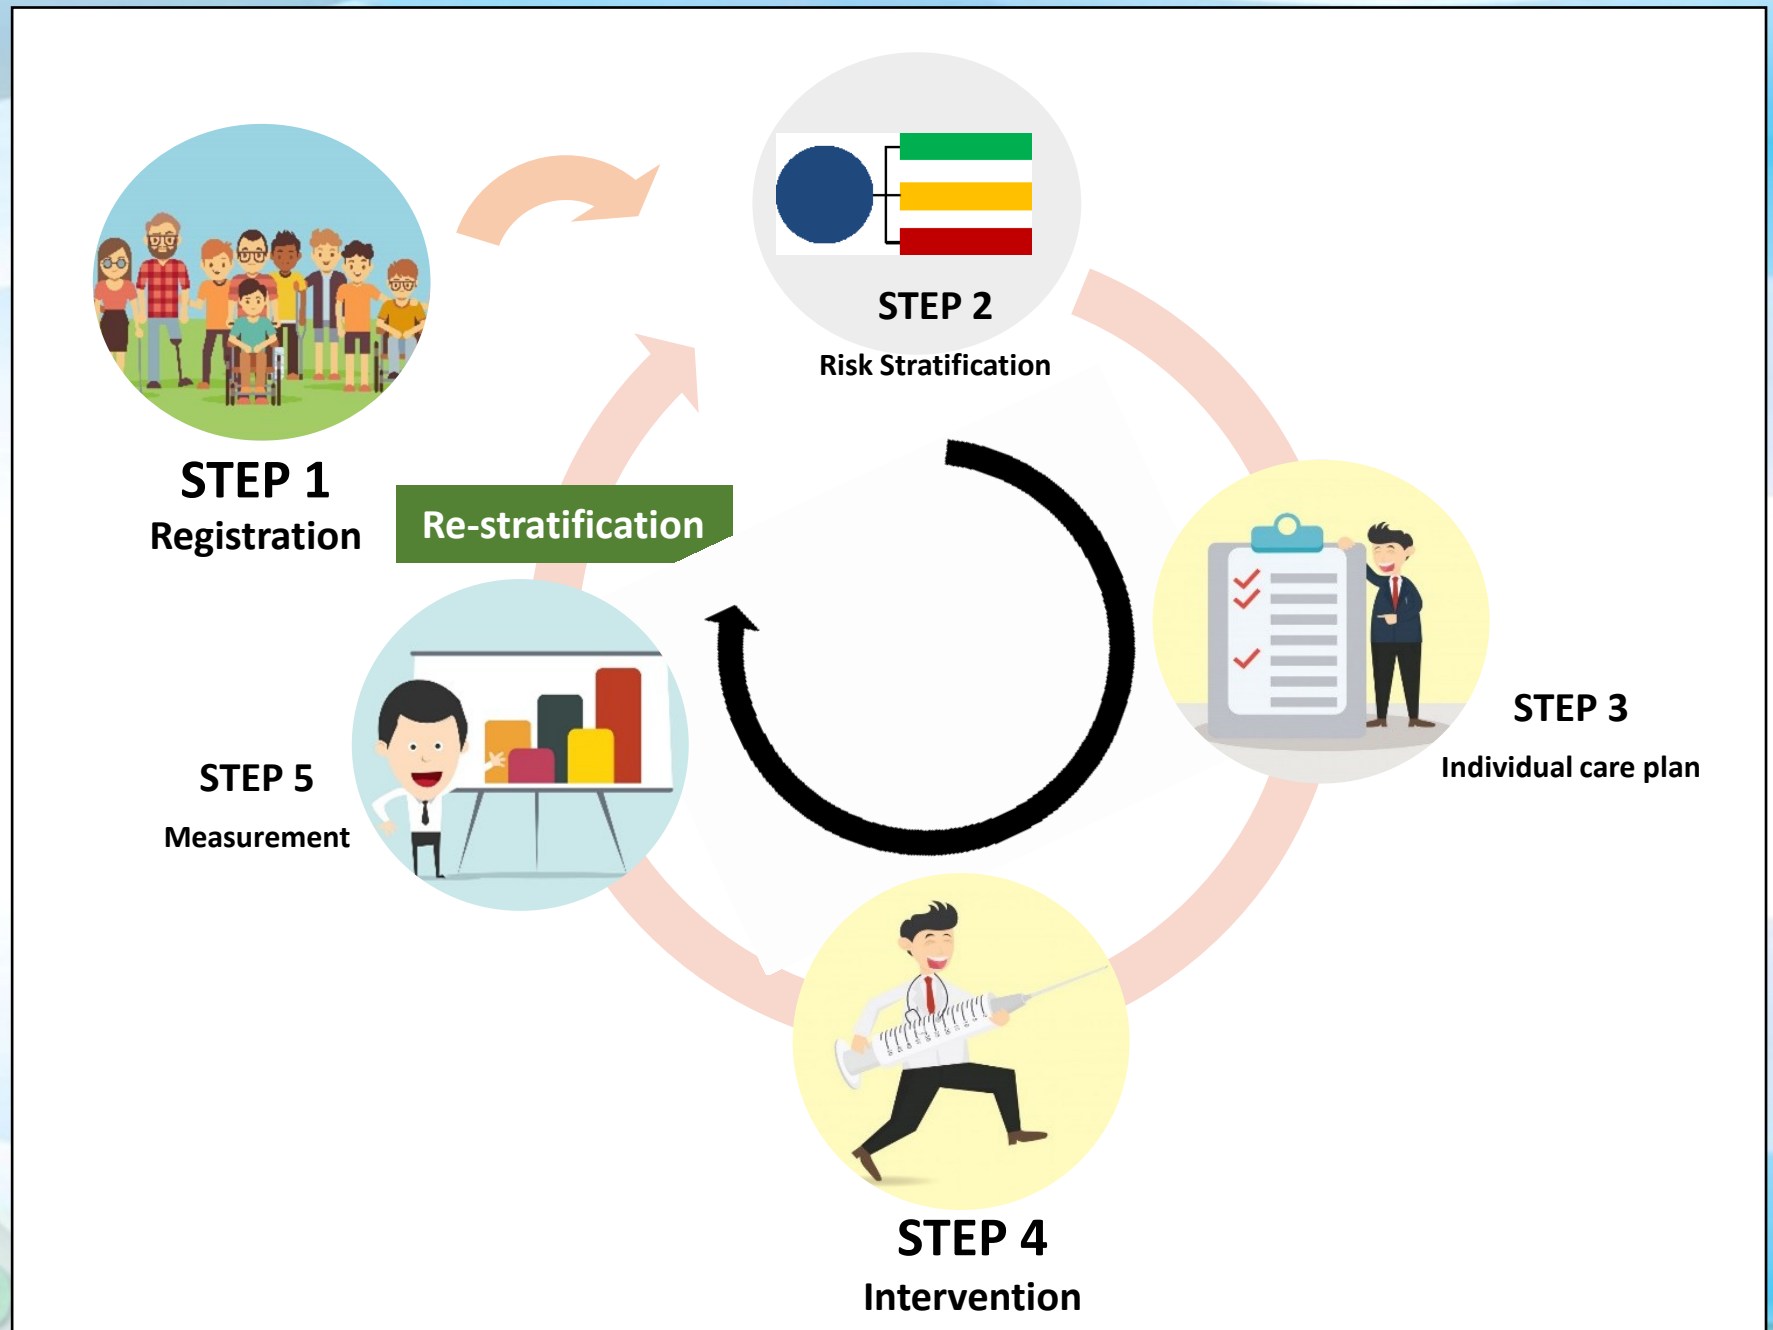 STEP 1
Registration
STEP 2
Risk Stratification
Re-stratification
STEP 3
Individual care plan
STEP 5
Measurement
STEP 4
Intervention